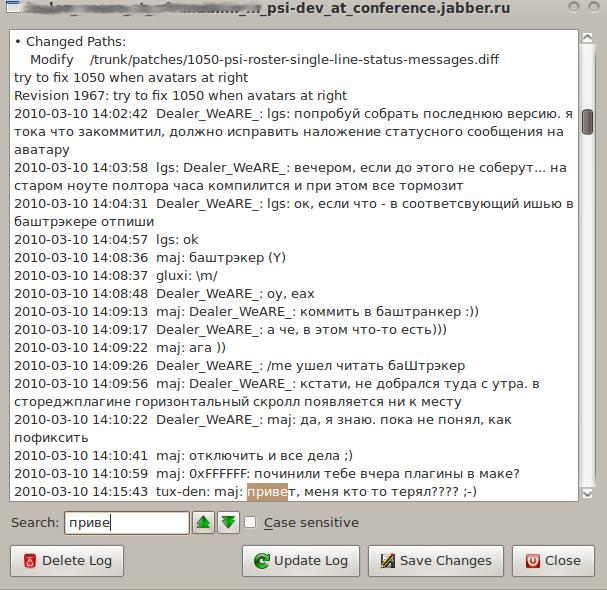 _psi-dev_at_conference.jabber.ru
• Changed Paths:
Modify /trunk/patches/1050-psi-roster-single-line-status-messages.diff
try to fix 1050 when avatars at right
Revision 1967: try to fix 1050 when avatars at right
2010-03-10 14:02:42 Dealer_WeARE_: lgs: попробуй собрать последнюю версию. я
тока что закоммитил, должно исправить наложение статусного сообщения на
аватару
2010-03-10 14:03:58 lgs: Dealer_WeARE_: вечером, если до этого не соберут... на
старом ноуте полтора часа компилится и при этом все тормозит
2010-03-10 14:04:31 Dealer_WeARE_: lgs: ок, если что - в соответсвующий ишью в
баштрэкере отпиши
2010-03-10 14:04:57 lgs: ok
2010-03-10 14:08:36 maj: баштрэкер (Y)
2010-03-10 14:08:37 gluxi: \m/
2010-03-10 14:08:48 Dealer_WeARE_: оу, еах
2010-03-10 14:09:13 maj: Dealer_WeARE_: коммить в баштранкер :))
2010-03-10 14:09:17 Dealer_WeARE_: а че, в этом что-то есть)))
2010-03-10 14:09:22 maj: ага ))
2010-03-10 14:09:26 Dealer_WeARE_: /me ушел читать баШтрэкер
2010-03-10 14:09:56 maj: Dealer_WeARE_: кстати, не добрался туда с утра. в
стореджплагине горизонтальный скролл появляется ни к месту
2010-03-10 14:10:22 Dealer_WeARE_: maj: да, я знаю. пока не понял, как
пофиксить
2010-03-10 14:10:41 maj: отключить и все дела ;)
2010-03-10 14:10:59 maj: 0xFFFFFF: починили тебе вчера плагины в маке?
2010-03-10 14:15:43 tux-den: maj: привет, меня кто то терял???? ;-)
Search: приве Case sensitive
Delete Log Update Log Save Changes Close